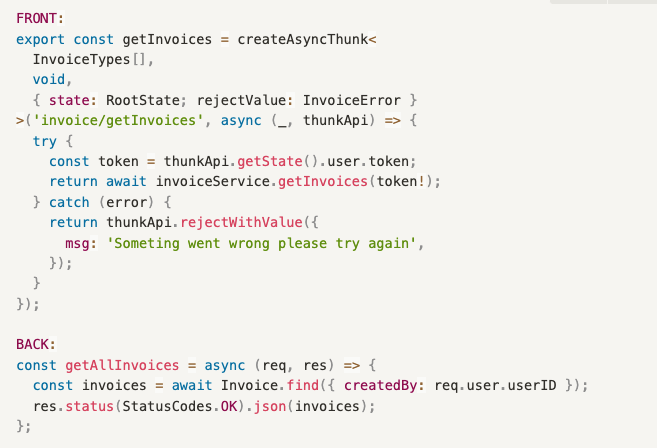 FRONT:
export const getInvoices = createAsyncThunk<
  InvoiceTypes[],
  void,
  { state: RootState; rejectValue: InvoiceError }
>('invoice/getInvoices', async (_, thunkApi) => {
  try {
    const token = thunkApi.getState().user.token;
    return await invoiceService.getInvoices(token!);
  } catch (error) {
    return thunkApi.rejectWithValue({
      msg: 'Someting went wrong please try again',
    });
  }
});

BACK:
const getAllInvoices = async (req, res) => {
  const invoices = await Invoice.find({ createdBy: req.user.userID });
  res.status(StatusCodes.OK).json(invoices);
};